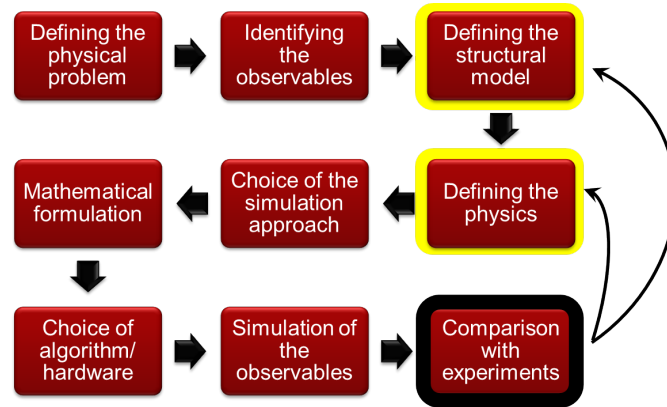 Defining the
physical
problem
Identifying
the
observables
Defining the
structural
model
Mathematical
formulation
Choice of the
simulation
approach
Defining the
physics
Choice of
algorithm/
hardware
Simulation of
the
observables
Comparison
with
experiments